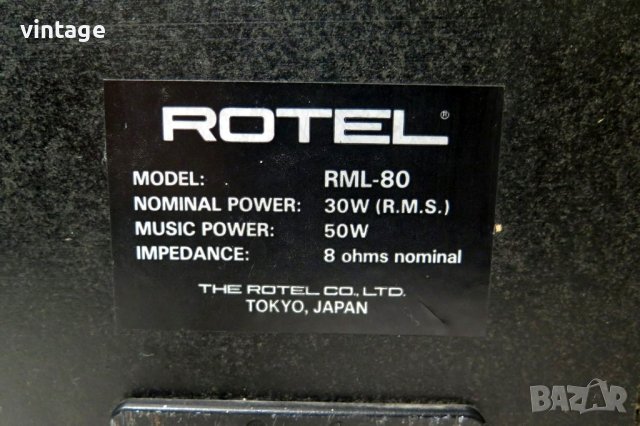 vintage
ROTEL®
MODEL: RML-80
NOMINAL POWER: 30W (R.M.S.)
MUSIC POWER: 50W
IMPEDANCE: 8 ohms nominal
THE ROTEL CO., LTD.
TOKYO, JAPAN
BAZAR